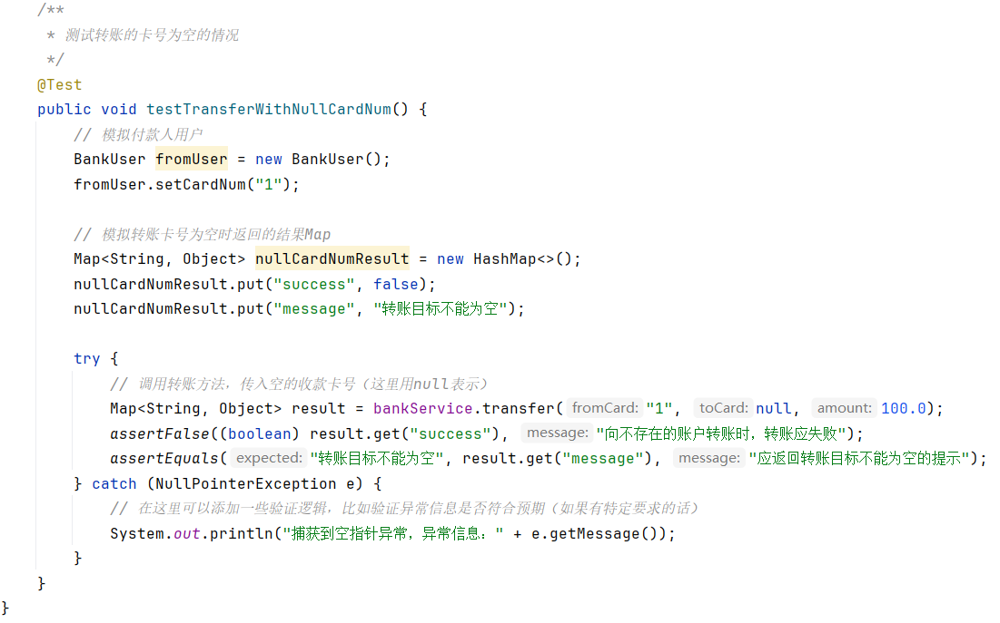 /**
 * 测试转账的卡号为空的情况
 */
@Test
public void testTransferWithNullCardNum() {
// 模拟付款人用户
BankUser fromUser = new BankUser();
fromUser.setCardNum("1");
// 模拟转账卡号为空时返回的结果Map
Map<String, Object> nullCardNumResult = new HashMap<>();
nullCardNumResult.put("success", false);
nullCardNumResult.put("message", "转账目标不能为空");
try {
// 调用转账方法，传入空的收款卡号（这里用null表示）
Map<String, Object> result = bankService.transfer( fromCard: "1", toCard: null, amount: 100.0);
assertFalse((boolean) result.get("success"), message: "向不存在的账户转账时，转账应失败");
assertEquals( expected: "转账目标不能为空", result.get("message"), message: "应返回转账目标不能为空的提示");
} catch (NullPointerException e) {
// 在这里可以添加一些验证逻辑，比如验证异常信息是否符合预期（如果有特定要求的话）
System.out.println("捕获到空指针异常，异常信息：" + e.getMessage());
}
}
}